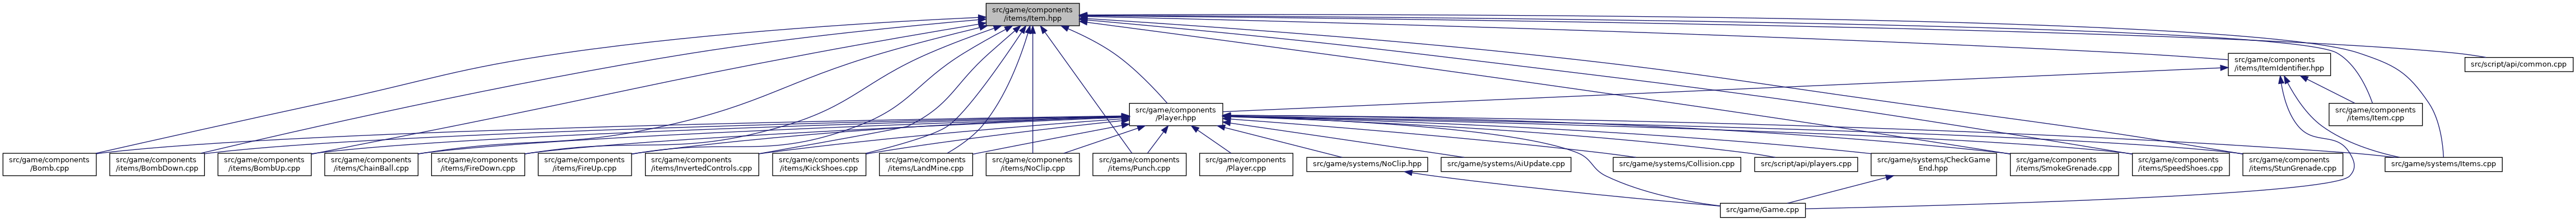 src/game/components
/items/Item.hpp
src/game/components
/items/ItemIdentifier.hpp
src/script/api/common.cpp
src/game/components
/Player.hpp
src/game/components
/items/Item.cpp
src/game/components
/Bomb.cpp
src/game/components
/items/BombDown.cpp
src/game/components
/items/BombUp.cpp
src/game/components
/items/ChainBall.cpp
src/game/components
/items/FireDown.cpp
src/game/components
/items/FireUp.cpp
src/game/components
/items/InvertedControls.cpp
src/game/components
/items/KickShoes.cpp
src/game/components
/items/LandMine.cpp
src/game/components
/items/NoClip.cpp
src/game/components
/items/Punch.cpp
src/game/components
/Player.cpp
src/game/systems/NoClip.hpp
src/game/systems/AiUpdate.cpp
src/game/systems/Collision.cpp
src/script/api/players.cpp
src/game/systems/CheckGame
End.hpp
src/game/components
/items/SmokeGrenade.cpp
src/game/components
/items/SpeedShoes.cpp
src/game/components
/items/StunGrenade.cpp
src/game/systems/Items.cpp
src/game/Game.cpp